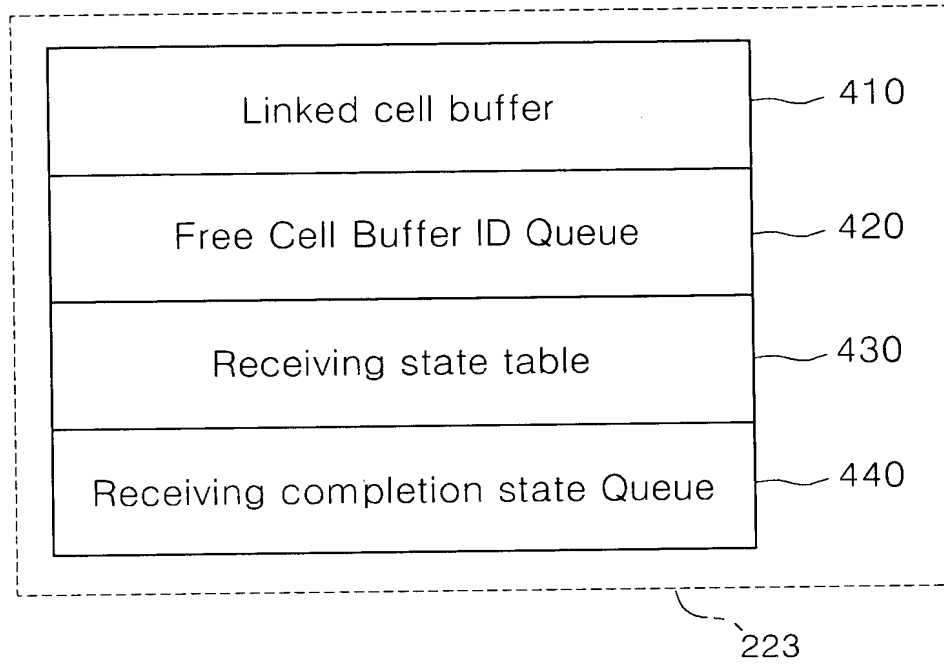 Linked cell buffer
410
Free Cell Buffer ID Queue
420
Receiving state table
430
Receiving completion state Queue
440
223